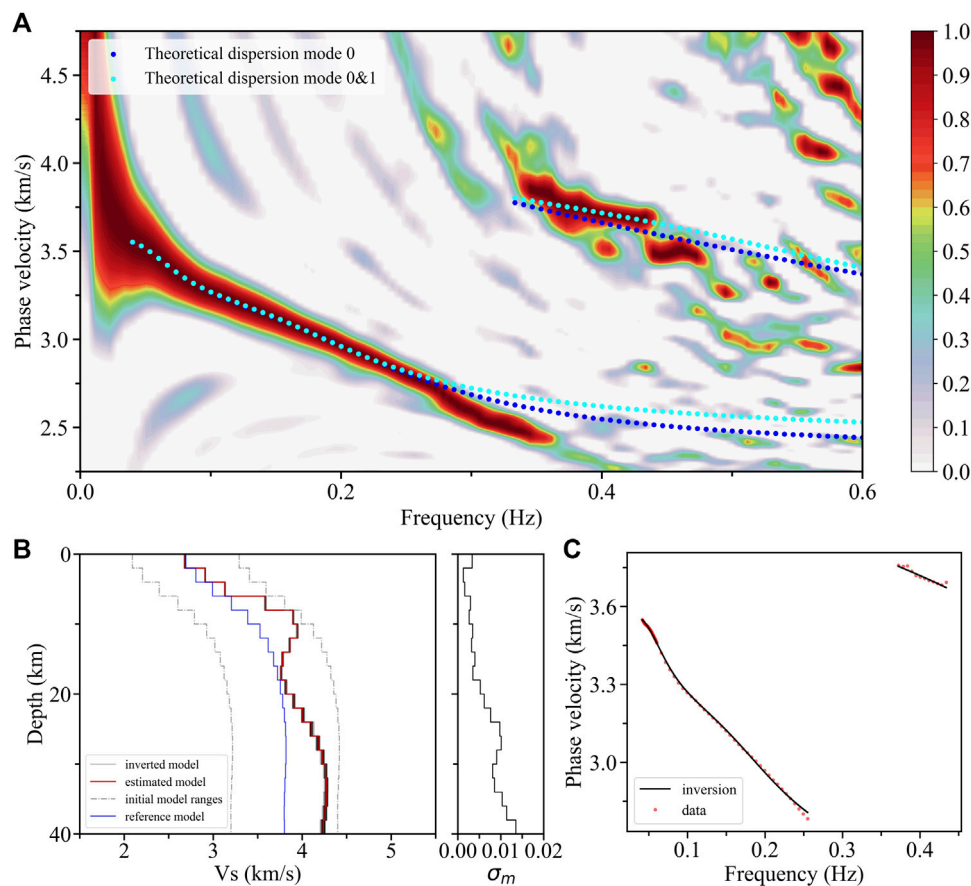 A
Theoretical dispersion mode 0
Theoretical dispersion mode 0&1
Phase velocity (km/s)
4.5
4.0
3.5
3.0
2.5
0.0
0.2
0.4
0.6
Frequency (Hz)
1.0
0.9
0.8
0.7
0.6
0.5
0.4
0.3
0.2
0.1
0.0
B
Depth (km)
0
20
40
inverted model
estimated model
initial model ranges
reference model
2
3
4
5
Vs (km/s)
0.00
0.01
0.02
σm
C
Phase velocity (km/s)
3.6
3.3
3.0
inversion
data
0.1
0.2
0.3
0.4
Frequency (Hz)